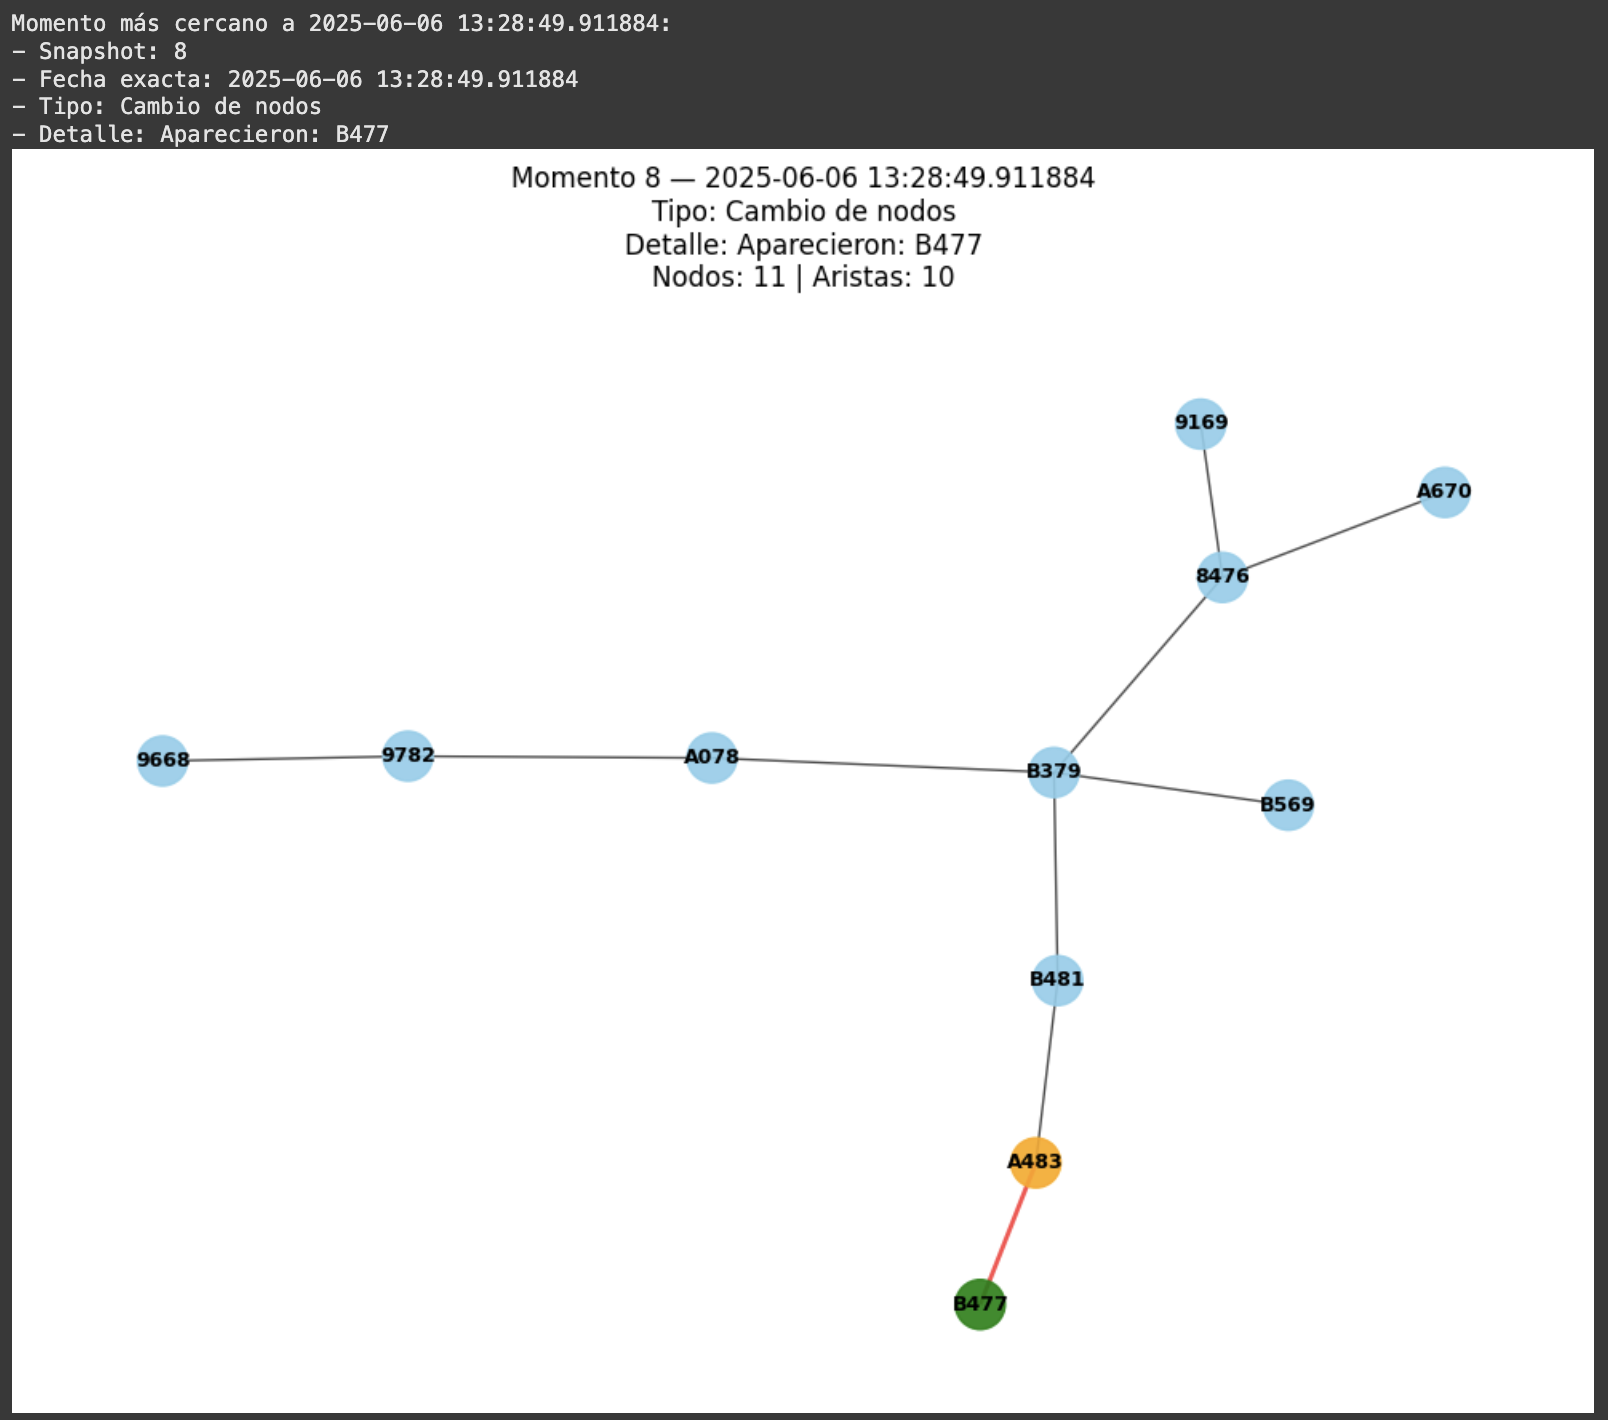 Momento más cercano a 2025-06-06 13:28:49.911884:
- Snapshot: 8
- Fecha exacta: 2025-06-06 13:28:49.911884
- Tipo: Cambio de nodos
- Detalle: Aparecieron: B477
Momento 8 — 2025-06-06 13:28:49.911884
Tipo: Cambio de nodos
Detalle: Aparecieron: B477
Nodos: 11 | Aristas: 10
9169
A670
8476
9668
9782
A078
B379
B569
B481
A483
B477